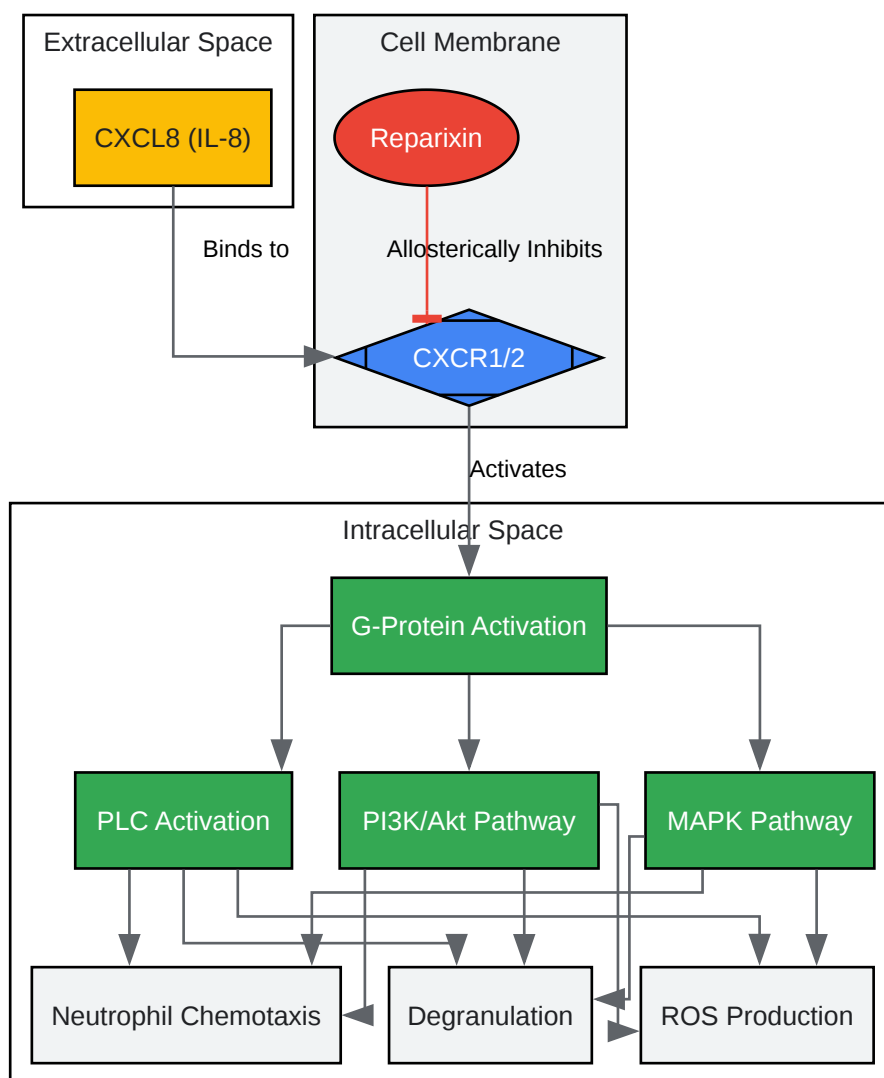 Extracellular Space
Cell Membrane
CXCL8 (IL-8)
Reparixin
Binds to
Allosterically Inhibits
CXCR1/2
Activates
Intracellular Space
G-Protein Activation
PLC Activation
PI3K/Akt Pathway
MAPK Pathway
Neutrophil Chemotaxis
Degranulation
ROS Production